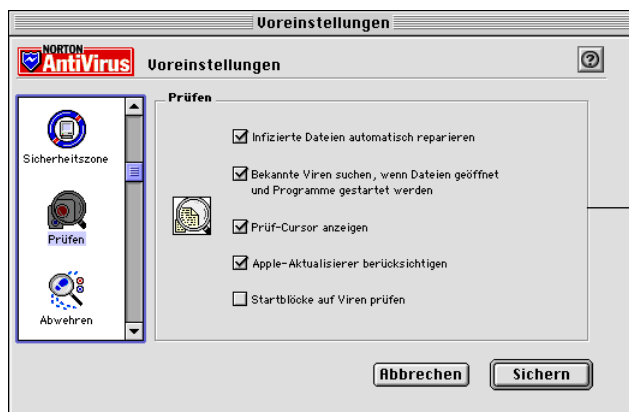 Voreinstellungen
NORTON
AntiVirus
Voreinstellungen
?
Sicherheitszone
Prüfen
Abwehren
Prüfen
Infizierte Dateien automatisch reparieren
Bekannte Viren suchen, wenn Dateien geöffnet
und Programme gestartet werden
Prüf-Cursor anzeigen
Apple-Aktualisierer berücksichtigen
Startblöcke auf Viren prüfen
Abbrechen
Sichern